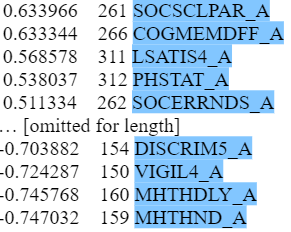 0.633966 261 SOCSCLPAR_A
0.633344 266 COGMEMDFF_A
0.568578 311 LSATIS4_A
0.538037 312 PHSTAT_A
0.511334 262 SOCERRNDS_A
… [omitted for length]
-0.703882 154 DISCRIM5_A
-0.724287 150 VIGIL4_A
-0.745768 160 MHTHDLY_A
-0.747032 159 MHTHND_A